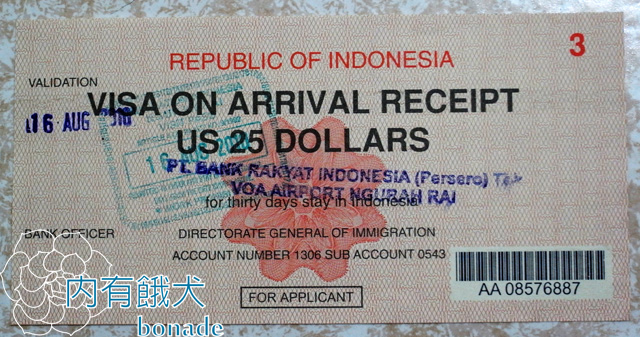 REPUBLIC OF INDONESIA
3
VALIDATION
VISA ON ARRIVAL RECEIPT
16 AUG
US 25 DOLLARS
16 AUG
PT. BANK RAKYAT INDONESIA (Persero) Tbk
VOA AIRPORT NGURAH RAI
for thirty days stay in Indonesia
BANK OFFICER
DIRECTORATE GENERAL OF IMMIGRATION
ACCOUNT NUMBER 1306 SUB ACCOUNT 0543
FOR APPLICANT
AA 08576887
内有餓犬
bonade